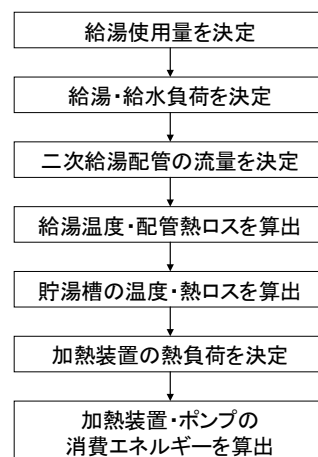 給湯使用量を決定
給湯・給水負荷を決定
二次給湯配管の流量を決定
給湯温度・配管熱ロスを算出
貯湯槽の温度・熱ロスを算出
加熱装置の熱負荷を決定
加熱装置・ポンプの
消費エネルギーを算出